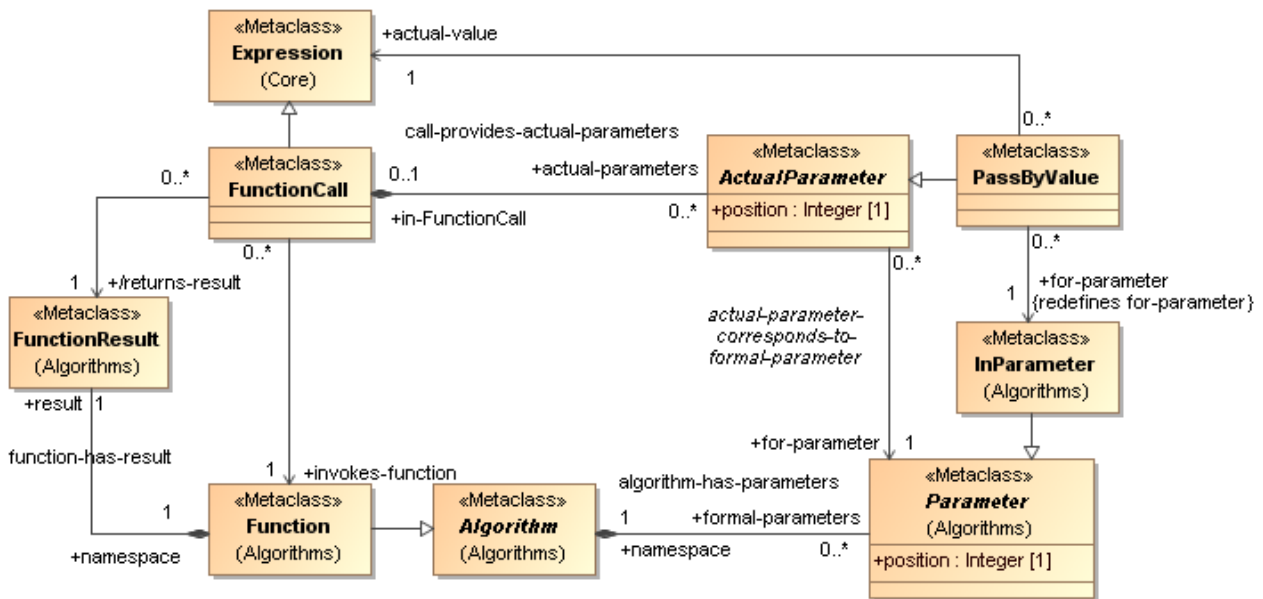 «Metaclass»
Expression
(Core)
+actual-value
1
0..*
call-provides-actual-parameters
«Metaclass»
FunctionCall
0..*
0..1
+actual-parameters
+in-FunctionCall
0..*
0..*
«Metaclass»
ActualParameter
+position : Integer [1]
0..*
«Metaclass»
PassByValue
0..*
1
+/returns-result
1
+for-parameter
{redefines for-parameter}
«Metaclass»
FunctionResult
(Algorithms)
actual-parameter-
corresponds-to-
formal-parameter
«Metaclass»
InParameter
(Algorithms)
+result
1
function-has-result
+for-parameter
1
1
+invokes-function
1
+namespace
«Metaclass»
Function
(Algorithms)
«Metaclass»
Algorithm
(Algorithms)
algorithm-has-parameters
1
+formal-parameters
+namespace
0..*
«Metaclass»
Parameter
(Algorithms)
+position : Integer [1]